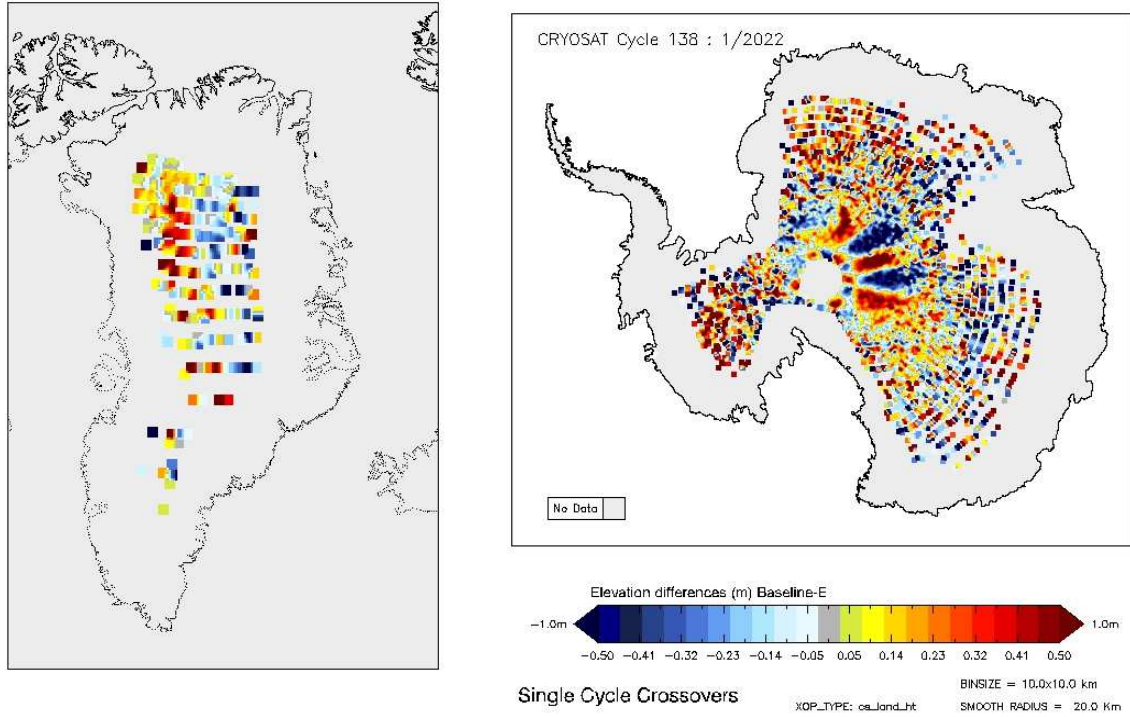 CRYOSAT Cycle 138 : 1/2022
No Data
Elevation differences (m) Baseline-E
-1.0m 1.0m
-0.50 -0.41 -0.32 -0.23 -0.14 -0.05 0.05 0.14 0.23 0.32 0.41 0.50
Single Cycle Crossovers
BINSIZE = 10.0x10.0 km
XOP_TYPE: cs_land_ht SMOOTH RADIUS = 20.0 Km